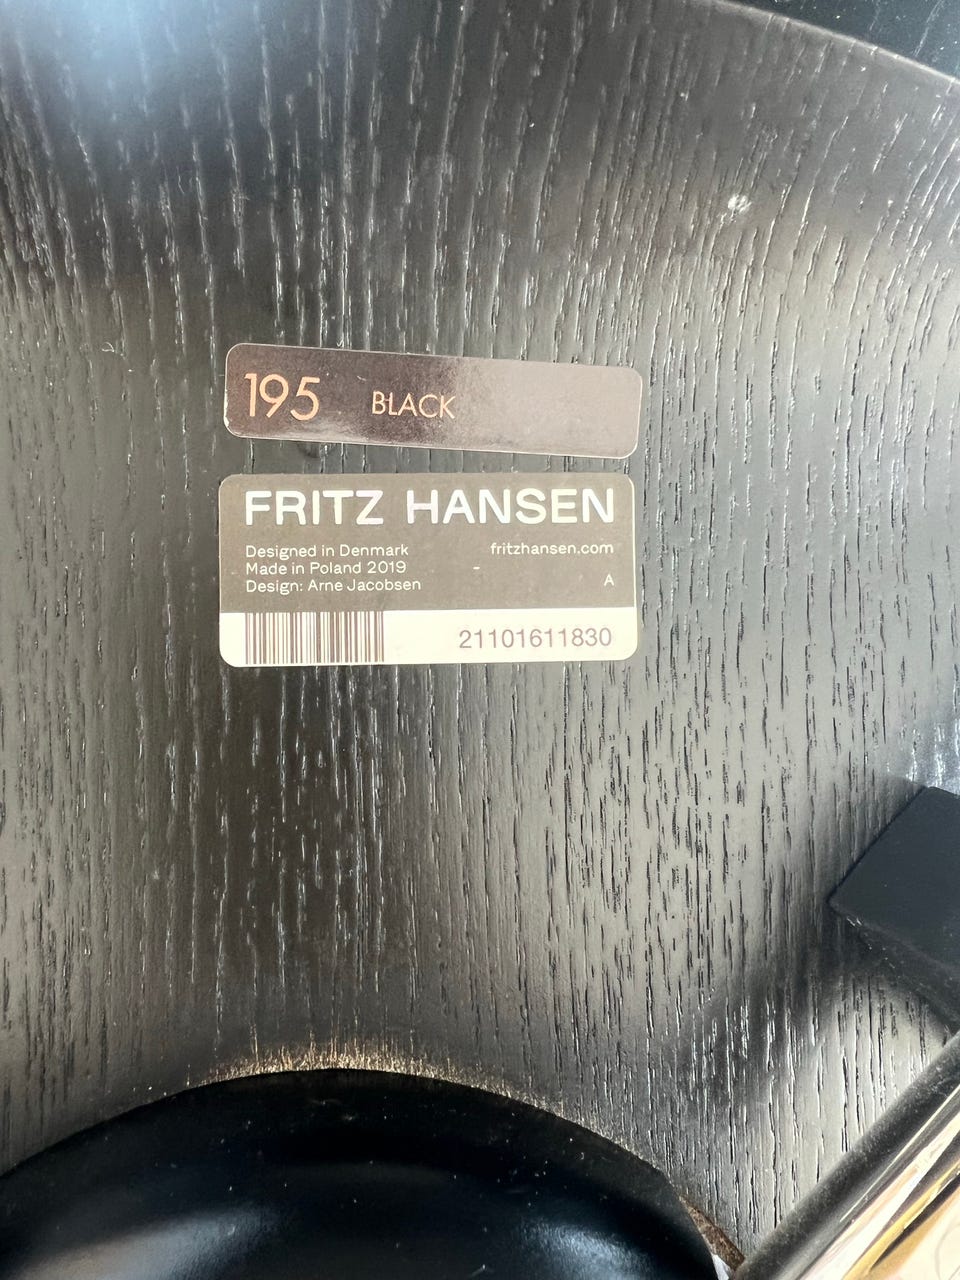 195 BLACK
FRITZ HANSEN
Designed in Denmark fritzhansen.com
Made in Poland 2019 -
Design: Arne Jacobsen A
21101611830